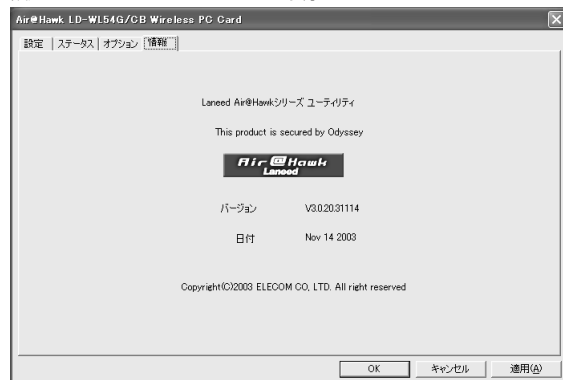 Air@Hawk LD-WL54G/CB Wireless PC Card
設定 ステータス オプション 情報
Laneed Air@Hawkシリーズ ユーティリティ
This product is secured by Odyssey
Air@Hawk
Laneed
バージョン V3.0.20.31114
日付 Nov 14 2003
Copyright(C)2003 ELECOM CO, LTD. All right reserved
OK キャンセル 適用(A)